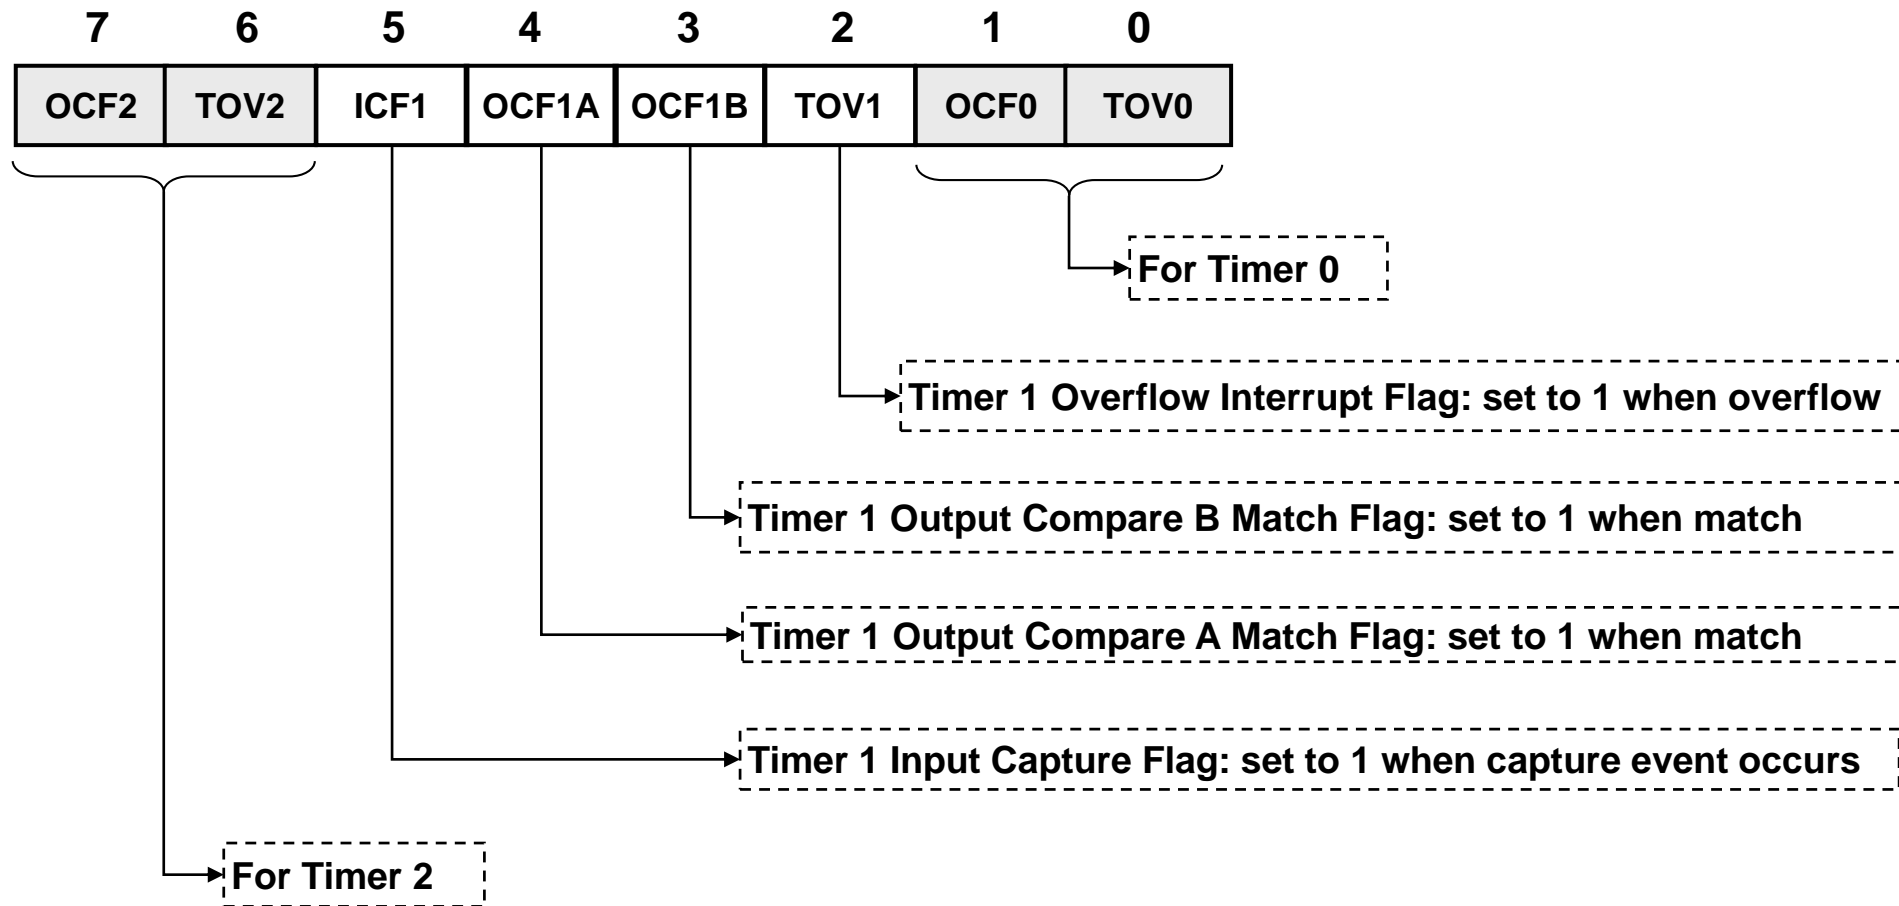 7 6 5 4 3 2 1 0
OCF2 TOV2 ICF1 OCF1A OCF1B TOV1 OCF0 TOV0
For Timer 0
Timer 1 Overflow Interrupt Flag: set to 1 when overflow
Timer 1 Output Compare B Match Flag: set to 1 when match
Timer 1 Output Compare A Match Flag: set to 1 when match
Timer 1 Input Capture Flag: set to 1 when capture event occurs
For Timer 2